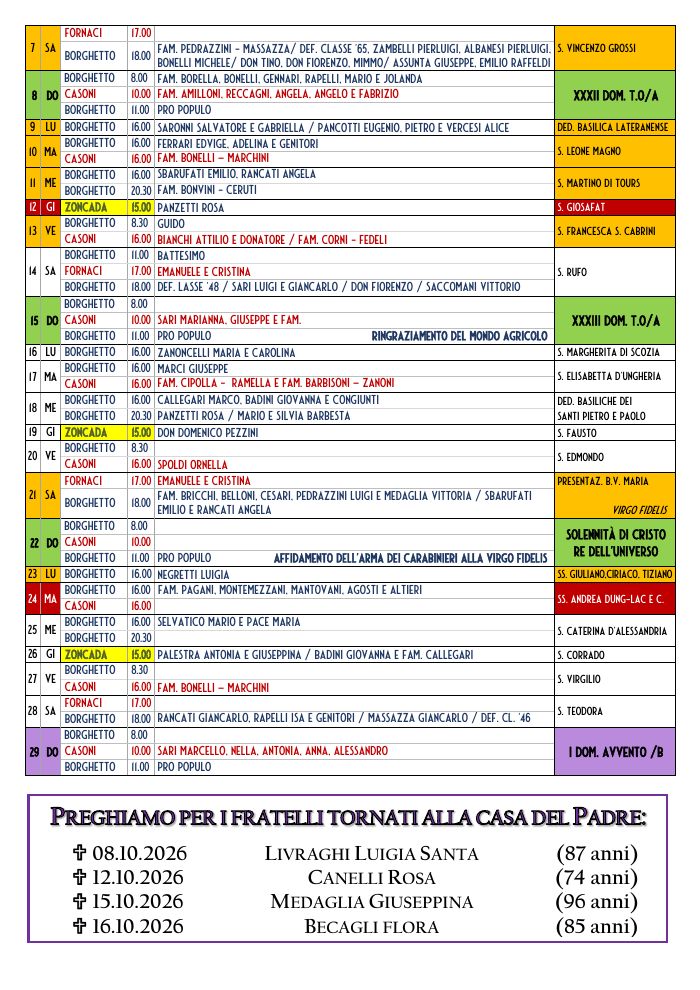 FORNACI 17.00
7 SA BORGHETTO 18.00 FAM. PEDRAZZINI - MASSAZZA/ DEF. CLASSE '65, ZAMBELLI PIERLUIGI, ALBANESI PIERLUIGI, S. VINCENZO GROSSI
BONELLI MICHELE/ DON TINO, DON FIORENZO, MIMMO/ ASSUNTA GIUSEPPE, EMILIO RAFFELDI
BORGHETTO 8.00 FAM. BORELLA, BONELLI, GENNARI, RAPELLI, MARIO E JOLANDA
8 DO CASONI 10.00 FAM. AMILLONI, RECCAGNI, ANGELA, ANGELO E FABRIZIO XXXII DOM. T.O/A
BORGHETTO 11.00 PRO POPULO
9 LU BORGHETTO 16.00 SARONNI SALVATORE E GABRIELLA / PANCOTTI EUGENIO, PIETRO E VERCESI ALICE DED. BASILICA LATERANENSE
10 MA BORGHETTO 16.00 FERRARI EDVIGE, ADELINA E GENITORI S. LEONE MAGNO
CASONI 16.00 FAM. BONELLI – MARCHINI
11 ME BORGHETTO 16.00 SBARUFATI EMILIO, RANCATI ANGELA S. MARTINO DI TOURS
BORGHETTO 20.30 FAM. BONVINI - CERUTI
12 GI ZONCADA 15.00 PANZETTI ROSA S. GIOSAFAT
13 VE BORGHETTO 8.30 GUIDO S. FRANCESCA S. CABRINI
CASONI 16.00 BIANCHI ATTILIO E DONATORE / FAM. CORNI - FEDELI
BORGHETTO 11.00 BATTESIMO
14 SA FORNACI 17.00 EMANUELE E CRISTINA S. RUFO
BORGHETTO 18.00 DEF. LASSE '48 / SARI LUIGI E GIANCARLO / DON FIORENZO / SACCOMANI VITTORIO
BORGHETTO 8.00
15 DO CASONI 10.00 SARI MARIANNA, GIUSEPPE E FAM. XXXIII DOM. T.O/A
BORGHETTO 11.00 PRO POPULO RINGRAZIAMENTO DEL MONDO AGRICOLO
16 LU BORGHETTO 16.00 ZANONCELLI MARIA E CAROLINA S. MARGHERITA DI SCOZIA
17 MA BORGHETTO 16.00 MARCI GIUSEPPE S. ELISABETTA D'UNGHERIA
CASONI 16.00 FAM. CIPOLLA - RAMELLA E FAM. BARBISONI – ZANONI
18 ME BORGHETTO 16.00 CALLEGARI MARCO, BADINI GIOVANNA E CONGIUNTI DED. BASILICHE DEI
BORGHETTO 20.30 PANZETTI ROSA / MARIO E SILVIA BARBESTA SANTI PIETRO E PAOLO
19 GI ZONCADA 15.00 DON DOMENICO PEZZINI S. FAUSTO
20 VE BORGHETTO 8.30 S. EDMONDO
CASONI 16.00 SPOLDI ORNELLA
21 SA FORNACI 17.00 EMANUELE E CRISTINA PRESENTAZ. B.V. MARIA
BORGHETTO 18.00 FAM. BRICCHI, BELLONI, CESARI, PEDRAZZINI LUIGI E MEDAGLIA VITTORIA / SBARUFATI
EMILIO E RANCATI ANGELA VIRGO FIDELIS
BORGHETTO 8.00
22 DO CASONI 10.00 SOLENNITÀ DI CRISTO
RE DELL'UNIVERSO
BORGHETTO 11.00 PRO POPULO AFFIDAMENTO DELL'ARMA DEI CARABINIERI ALLA VIRGO FIDELIS
23 LU BORGHETTO 16.00 NEGRETTI LUIGIA SS. GIULIANO,CIRIACO, TIZIANO
24 MA BORGHETTO 16.00 FAM. PAGANI, MONTEMEZZANI, MANTOVANI, AGOSTI E ALTIERI SS. ANDREA DUNG-LAC E C.
CASONI 16.00
25 ME BORGHETTO 16.00 SELVATICO MARIO E PACE MARIA S. CATERINA D'ALESSANDRIA
BORGHETTO 20.30
26 GI ZONCADA 15.00 PALESTRA ANTONIA E GIUSEPPINA / BADINI GIOVANNA E FAM. CALLEGARI S. CORRADO
27 VE BORGHETTO 8.30 S. VIRGILIO
CASONI 16.00 FAM. BONELLI – MARCHINI
28 SA FORNACI 17.00 S. TEODORA
BORGHETTO 18.00 RANCATI GIANCARLO, RAPELLI ISA E GENITORI / MASSAZZA GIANCARLO / DEF. CL. '46
BORGHETTO 8.00
29 DO CASONI 10.00 SARI MARCELLO, NELLA, ANTONIA, ANNA, ALESSANDRO I DOM. AVVENTO /B
BORGHETTO 11.00 PRO POPULO
PREGHIAMO PER I FRATELLI TORNATI ALLA CASA DEL PADRE:
✞ 08.10.2026 LIVRAGHI LUIGIA SANTA (87 anni)
✞ 12.10.2026 CANELLI ROSA (74 anni)
✞ 15.10.2026 MEDAGLIA GIUSEPPINA (96 anni)
✞ 16.10.2026 BECAGLI FLORA (85 anni)